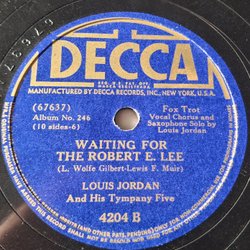 DECCA
MANUFACTURED BY DECCA RECORDS, INC., NEW YORK, U.S.A.
(67637)
Album No. 246
(10 sides-6)
Fox Trot
Vocal Chorus and
Saxophone Solo by
Louis Jordan
WAITING FOR
THE ROBERT E. LEE
(L. Wolfe Gilbert-Lewis F. Muir)
LOUIS JORDAN
And His Tympany Five
4204 B